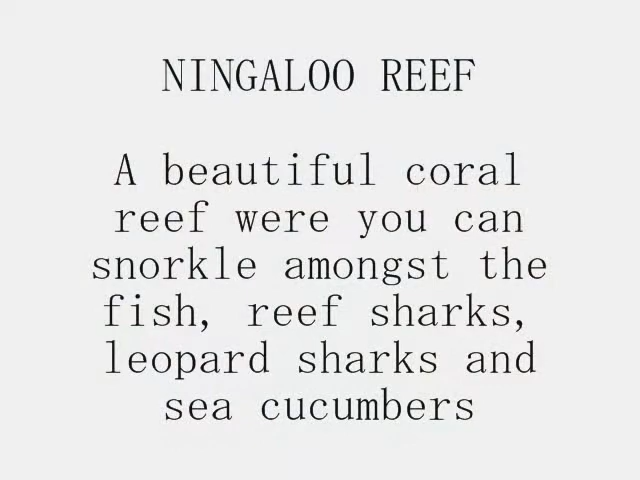 NINGALOO REEF
A beautiful coral
reef were you can
snorkle amongst the
fish, reef sharks,
leopard sharks and
sea cucumbers